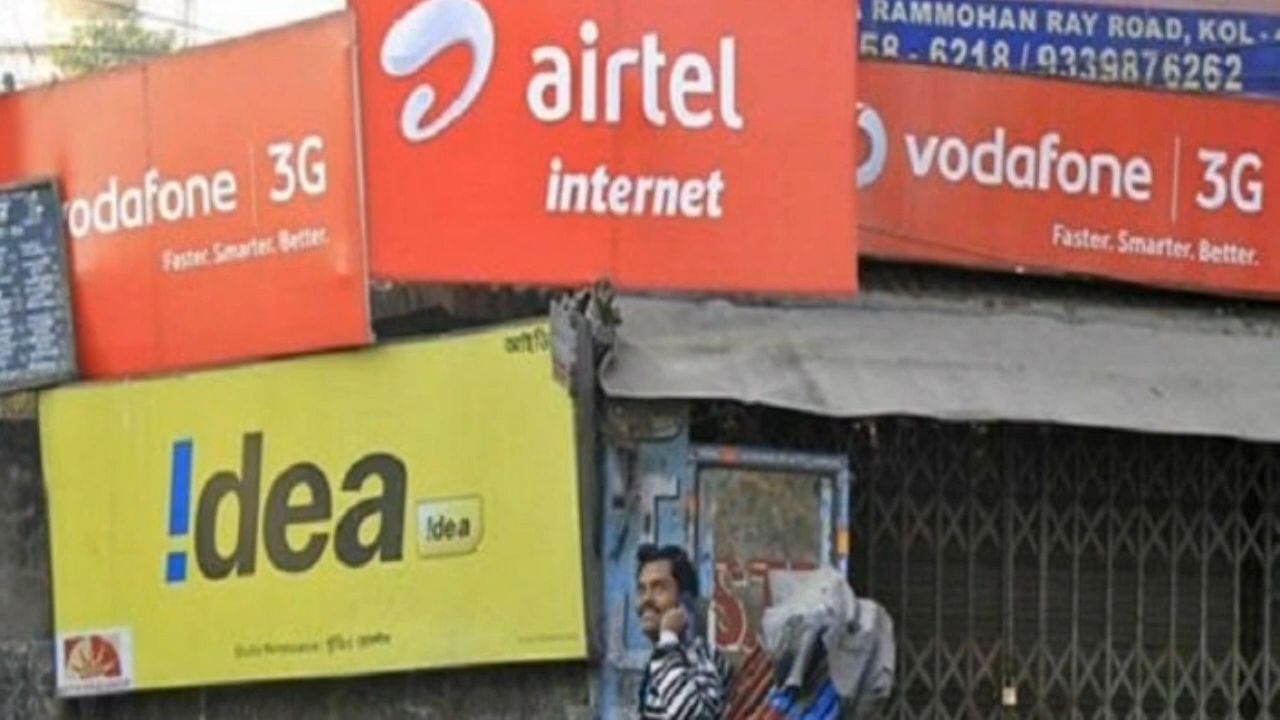 RAMMOHAN RAY ROAD, KOL -
58 - 6218 / 9339876262
airtel
internet
vodafone | 3G
Faster. Smarter. Better.
vodafone | 3G
Faster. Smarter. Better.
!dea
!dea